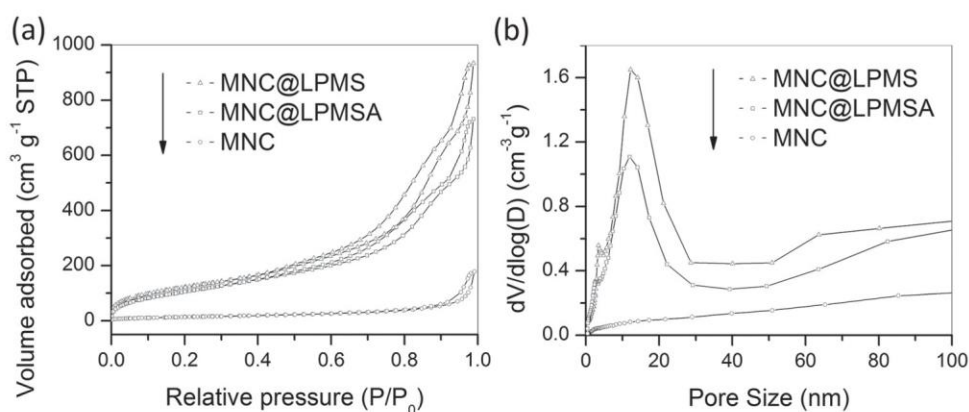 (a)
1000
800
600
400
200
0
0.0 0.2 0.4 0.6 0.8 1.0
Volume adsorbed (cm³ g⁻¹ STP)
Relative pressure (P/P₀)
MNC@LPMS
MNC@LPMSA
MNC
(b)
1.6
1.2
0.8
0.4
0.0
0 20 40 60 80 100
dV/dlog(D) (cm⁻³g⁻¹)
Pore Size (nm)
MNC@LPMS
MNC@LPMSA
MNC